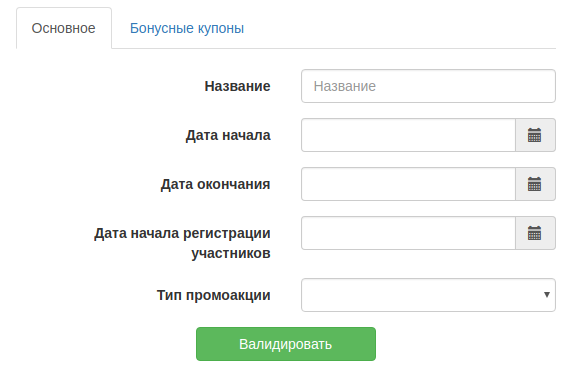 Основное Бонусные купоны
Название Название
Дата начала
Дата окончания
Дата начала регистрации
участников
Тип промоакции
Валидировать